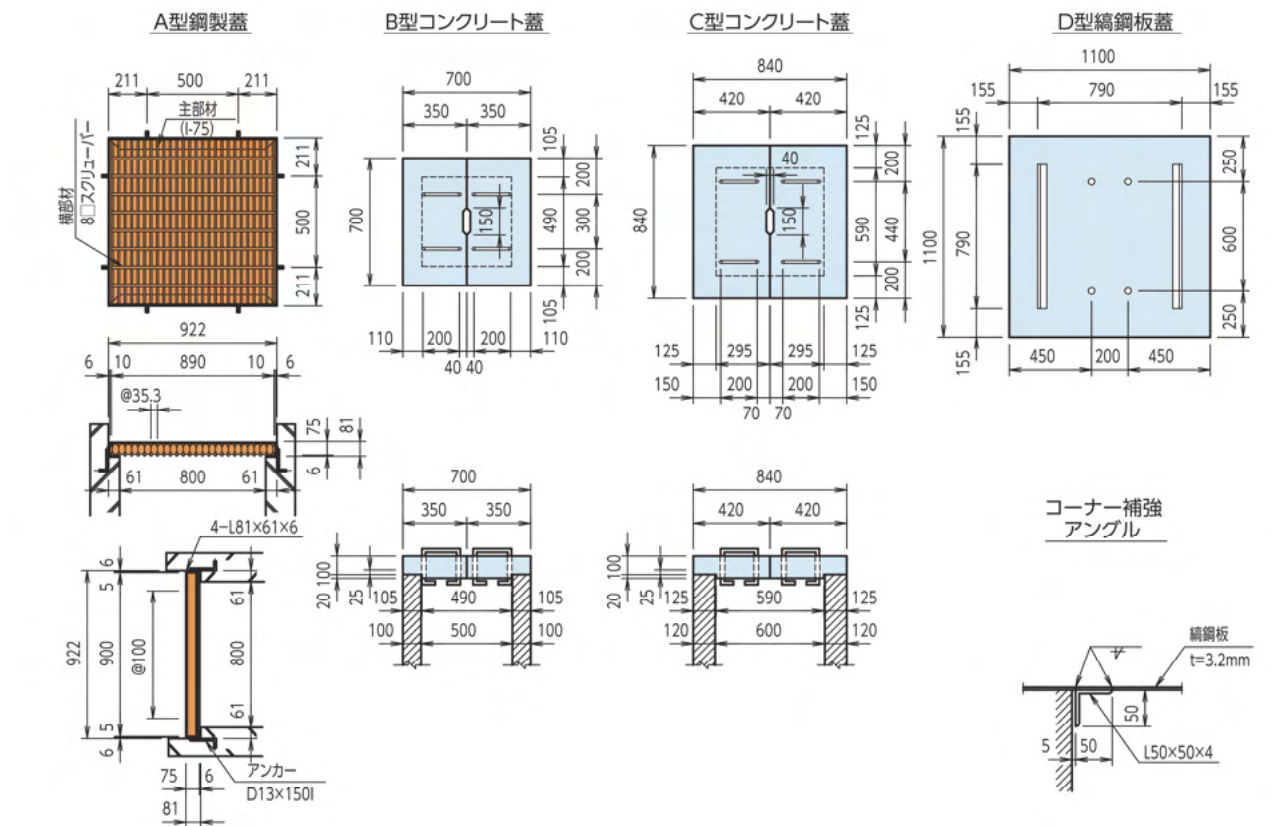 A型鋼製蓋
211 500 211
主部材
(I-75)
横部材
8□スクリューバー
211
500
211
922
6 10 890 10 6
@35.3
75
81
6
61 800 61
4-L81×61×6
6
5
922
900
@100
5
6
61
800
61
75 6
81
アンカー
D13×150l
B型コンクリート蓋
700
350 350
700
150
105
490
105
200
300
200
110 200 200 110
40 40
700
350 350
100
20
25
105 490 105
100 500 100
C型コンクリート蓋
840
420 420
840
40
150
125
590
125
200
440
200
125 295 295 125
150 200 200 150
70 70
840
420 420
100
20
25
125 590 125
120 600 120
D型縞鋼板蓋
1100
155 790 155
1100
155
790
155
250
600
250
450 200 450
コーナー補強
アングル
縞鋼板
t=3.2mm
50
5 50
L50×50×4